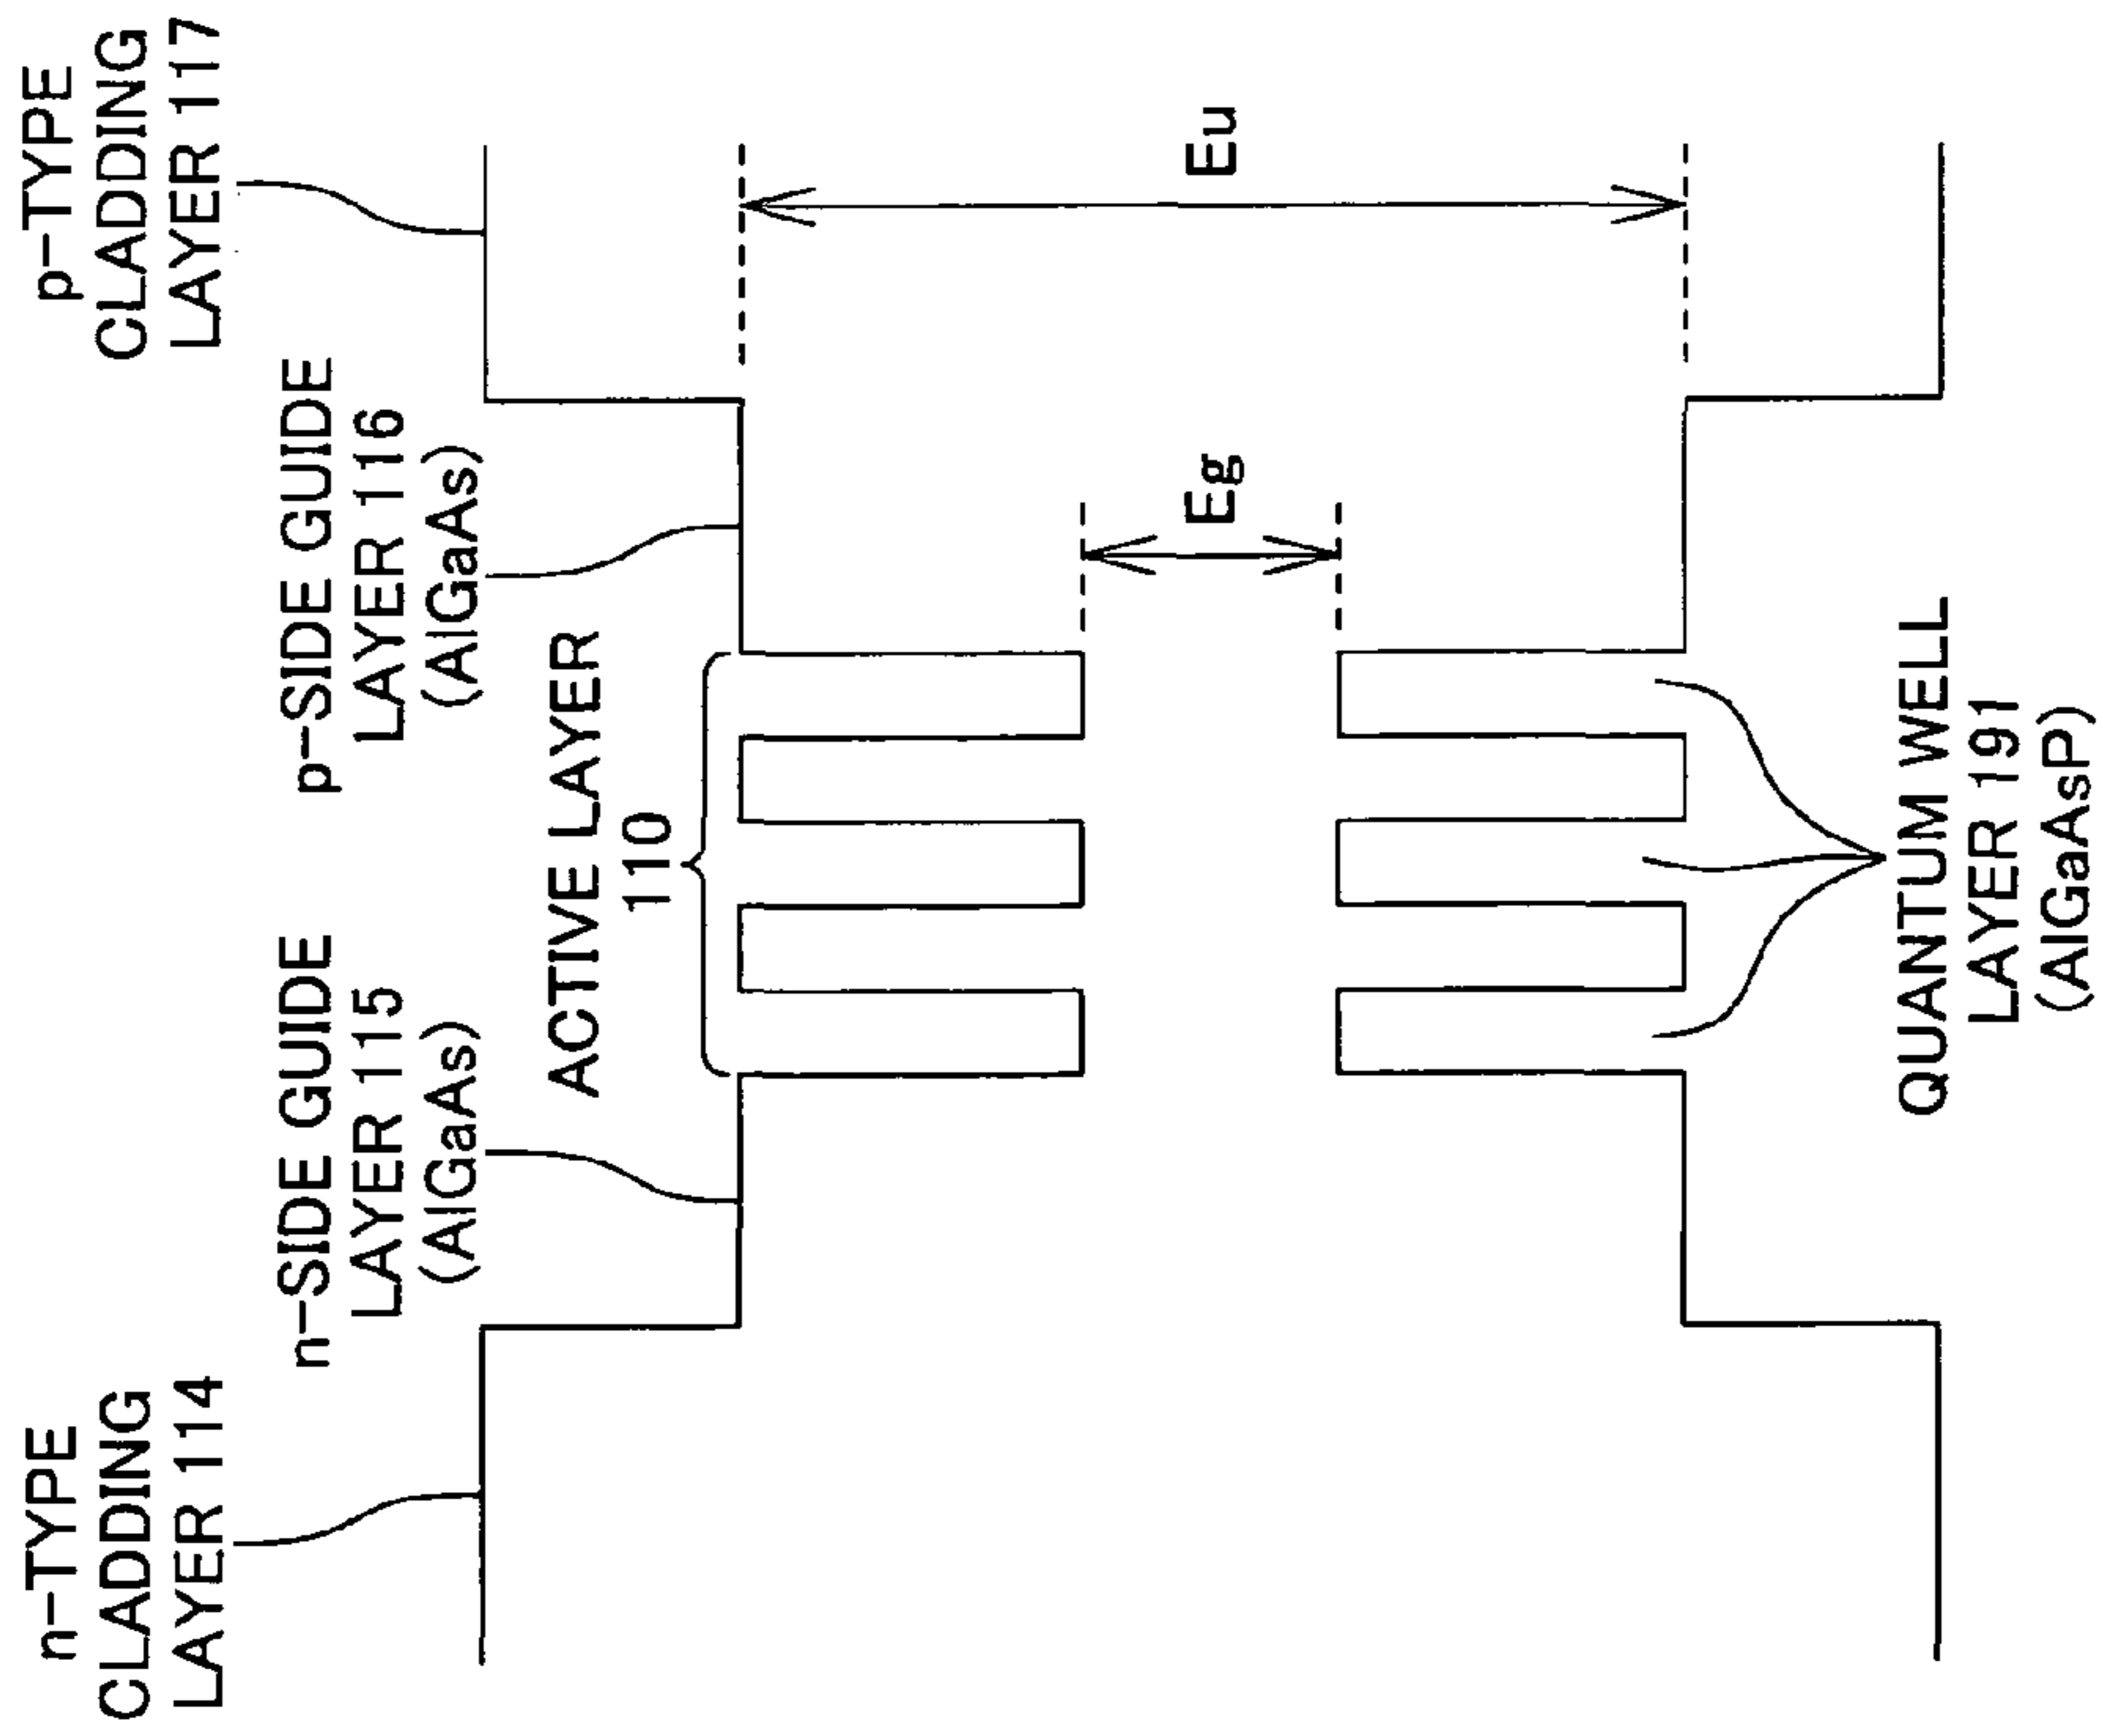 n-TYPE
CLADDING
LAYER 114
n-SIDE GUIDE
LAYER 115
(AlGaAs)
ACTIVE LAYER
110
p-SIDE GUIDE
LAYER 116
(AlGaAs)
p-TYPE
CLADDING
LAYER 117
Eg
Eu
QUANTUM WELL
LAYER 191
(AlGaAsP)